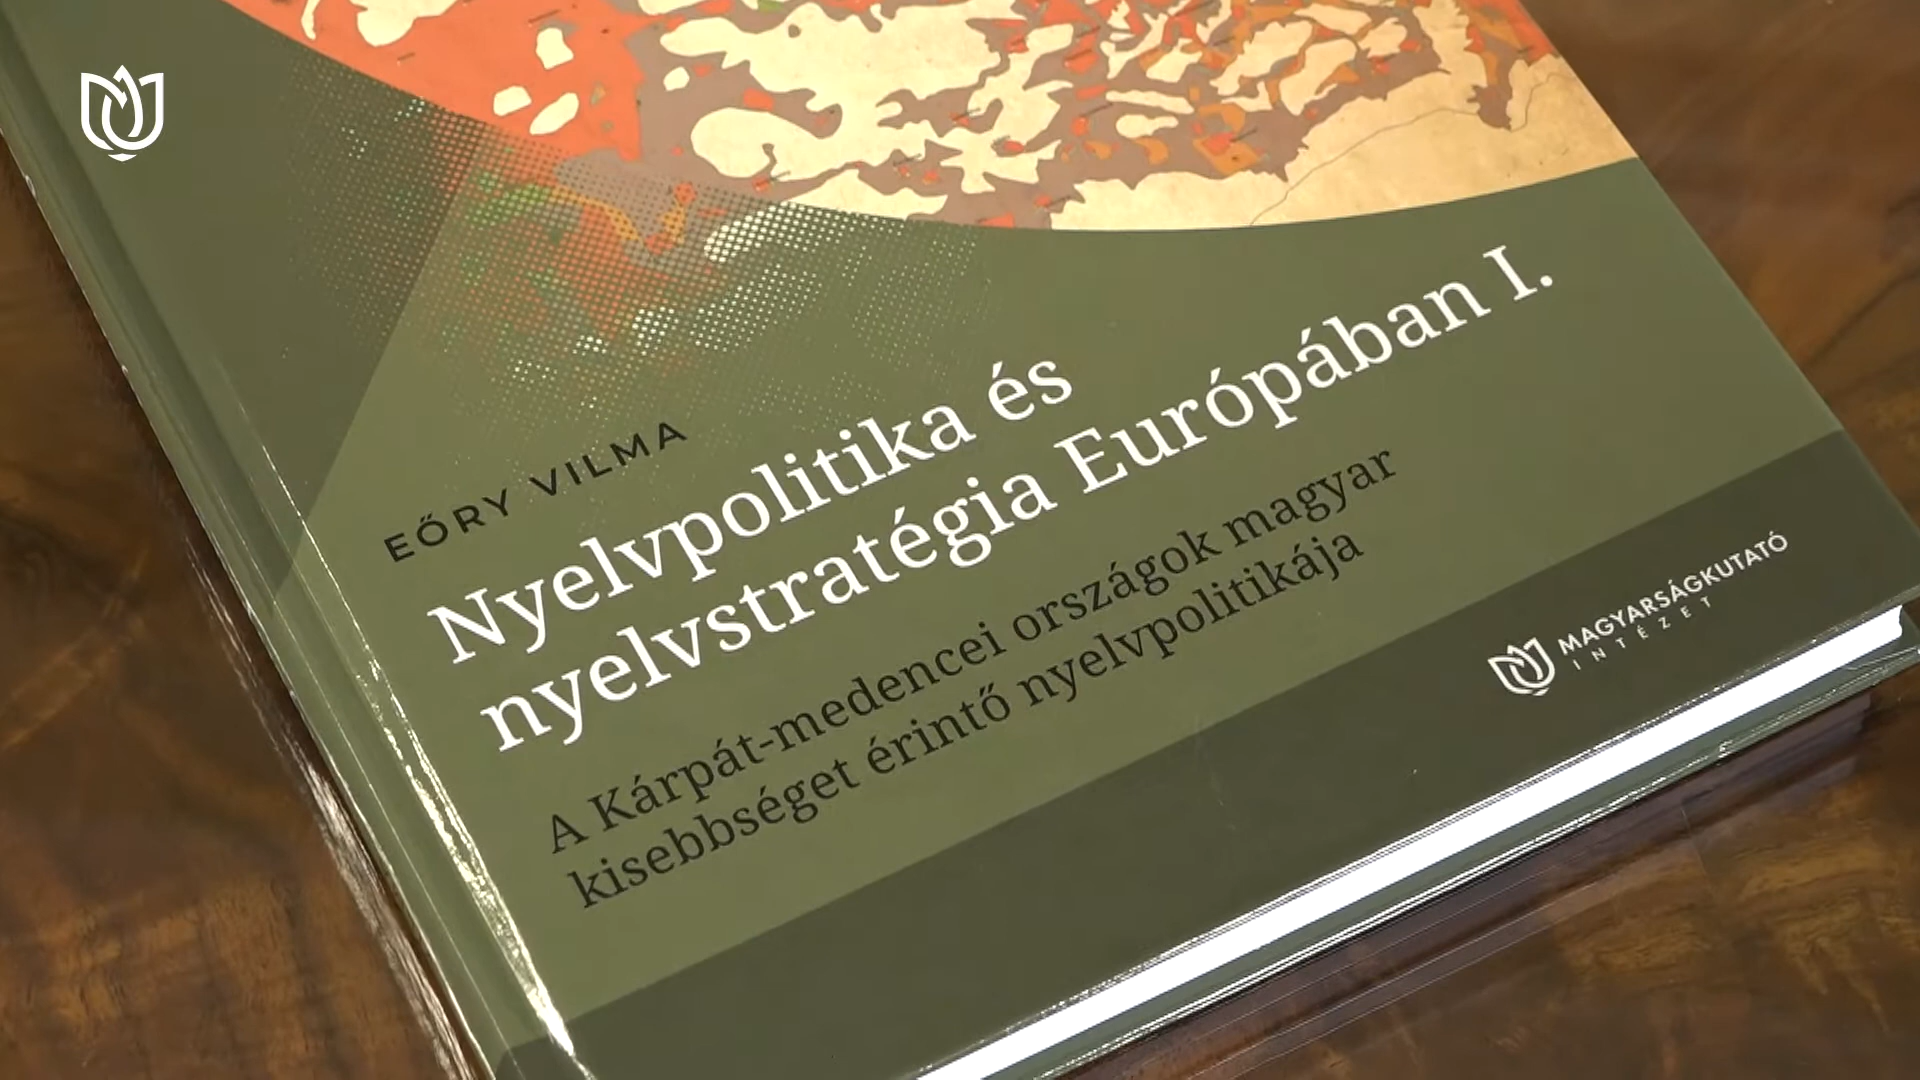 EŐRY VILMA
Nyelvpolitika és
nyelvstratégia Európában I.
A Kárpát-medencei országok magyar
kisebbséget érintő nyelvpolitikája
MAGYARSÁGKUTATÓ
INTÉZET